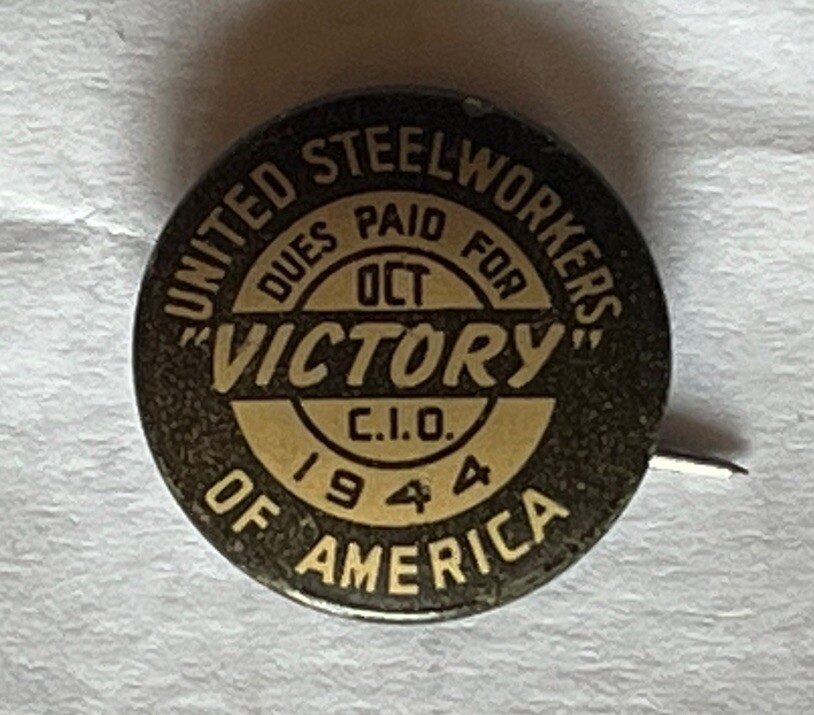 UNITED STEELWORKERS
DUES PAID FOR
OCT
"VICTORY"
C.I.O.
1944
OF AMERICA